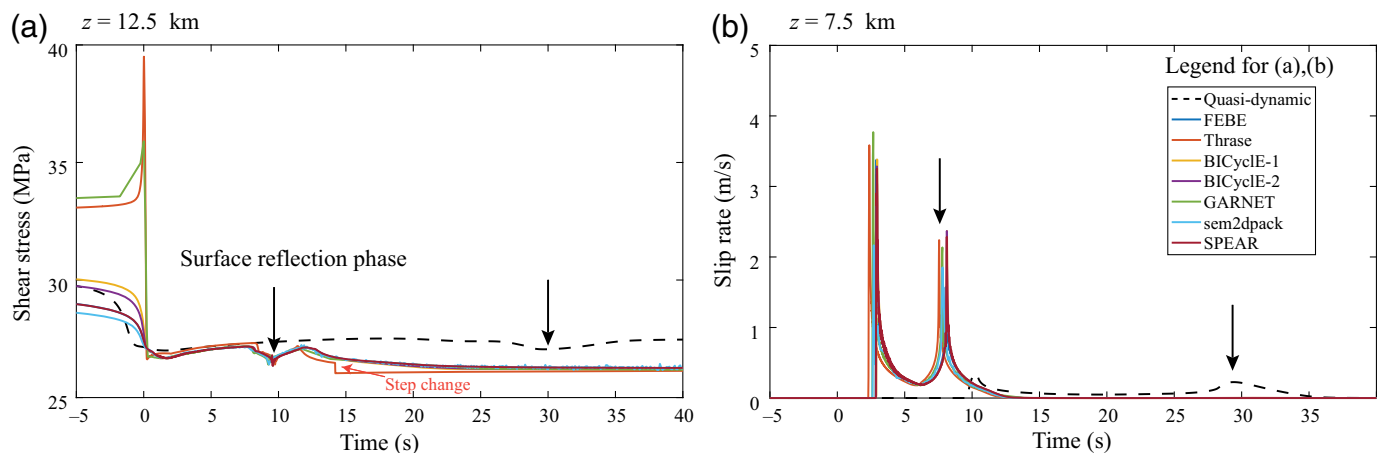 (a) z = 12.5 km
40
35
30
25
Shear stress (MPa)
Surface reflection phase
Step change
–5 0 5 10 15 20 25 30 35 40
Time (s)
(b) z = 7.5 km
5
4
3
2
1
0
Slip rate (m/s)
Legend for (a),(b)
Quasi-dynamic
FEBE
Thrase
BICyclE-1
BICyclE-2
GARNET
sem2dpack
SPEAR
–5 0 5 10 15 20 25 30 35
Time (s)